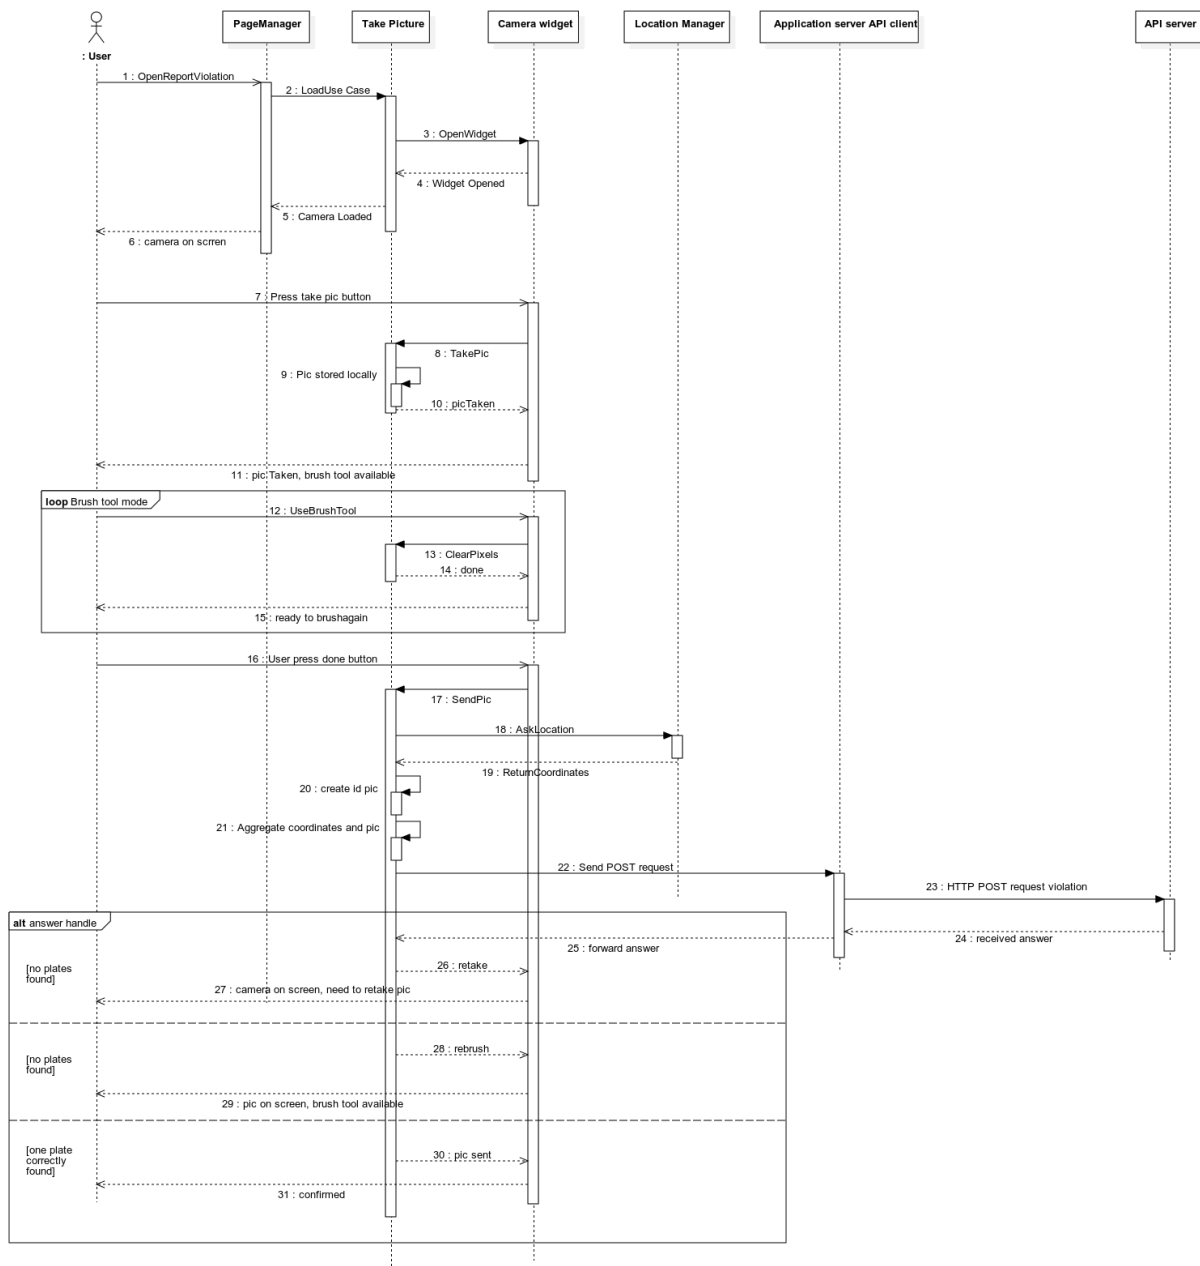 PageManager
Take Picture
Camera widget
Location Manager
Application server API client
API server
: User
1 : OpenReportViolation
2 : LoadUse Case
3 : OpenWidget
4 : Widget Opened
5 : Camera Loaded
6 : camera on scrren
7 : Press take pic button
8 : TakePic
9 : Pic stored locally
10 : picTaken
11 : pic Taken, brush tool available
loop Brush tool mode
12 : UseBrushTool
13 : ClearPixels
14 : done
15 : ready to brushagain
16 : User press done button
17 : SendPic
18 : AskLocation
19 : ReturnCoordinates
20 : create id pic
21 : Aggregate coordinates and pic
22 : Send POST request
23 : HTTP POST request violation
alt answer handle
24 : received answer
25 : forward answer
[no plates
found]
26 : retake
27 : camera on screen, need to retake pic
[no plates
found]
28 : rebrush
29 : pic on screen, brush tool available
[one plate
correctly
found]
30 : pic sent
31 : confirmed